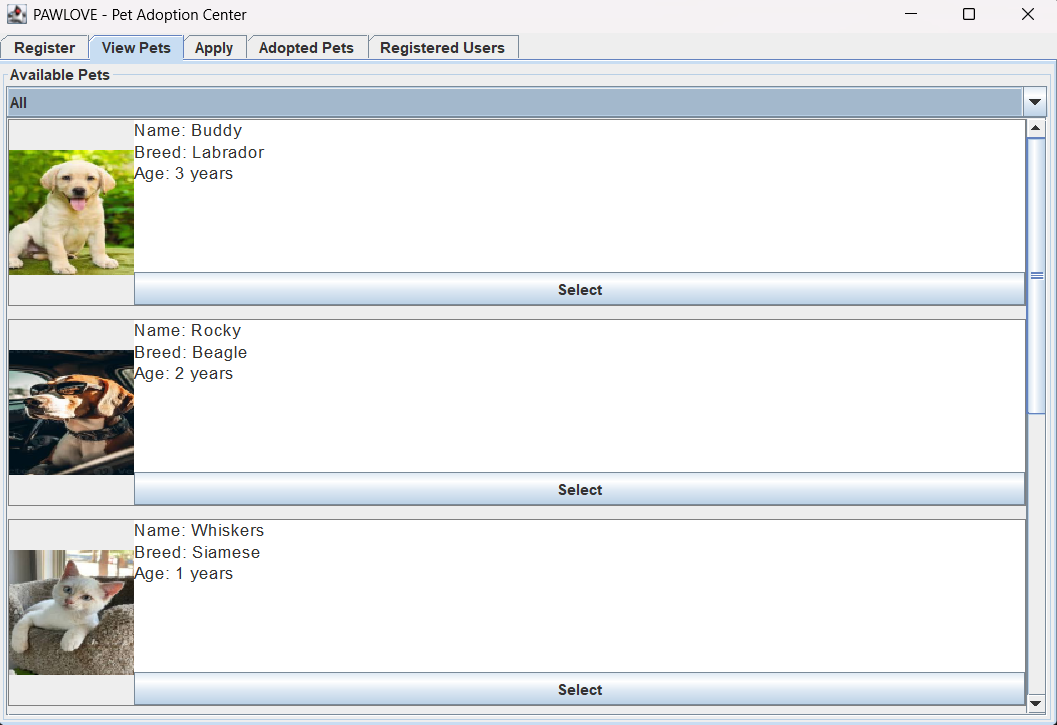 PAWLOVE - Pet Adoption Center
Register
View Pets
Apply
Adopted Pets
Registered Users
Available Pets
All
Name: Buddy
Breed: Labrador
Age: 3 years
Select
Name: Rocky
Breed: Beagle
Age: 2 years
Select
Name: Whiskers
Breed: Siamese
Age: 1 years
Select